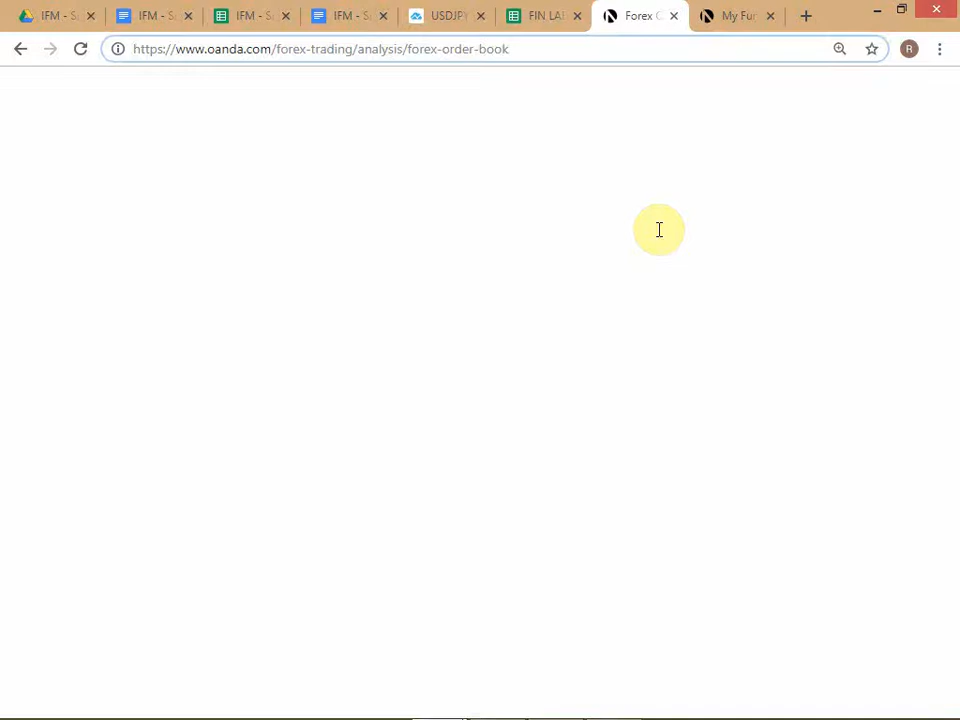 IFM - S
IFM - S
IFM - S
IFM - S
USDJPY
FIN LA
Forex
My Fu
https://www.oanda.com/forex-trading/analysis/forex-order-book
R